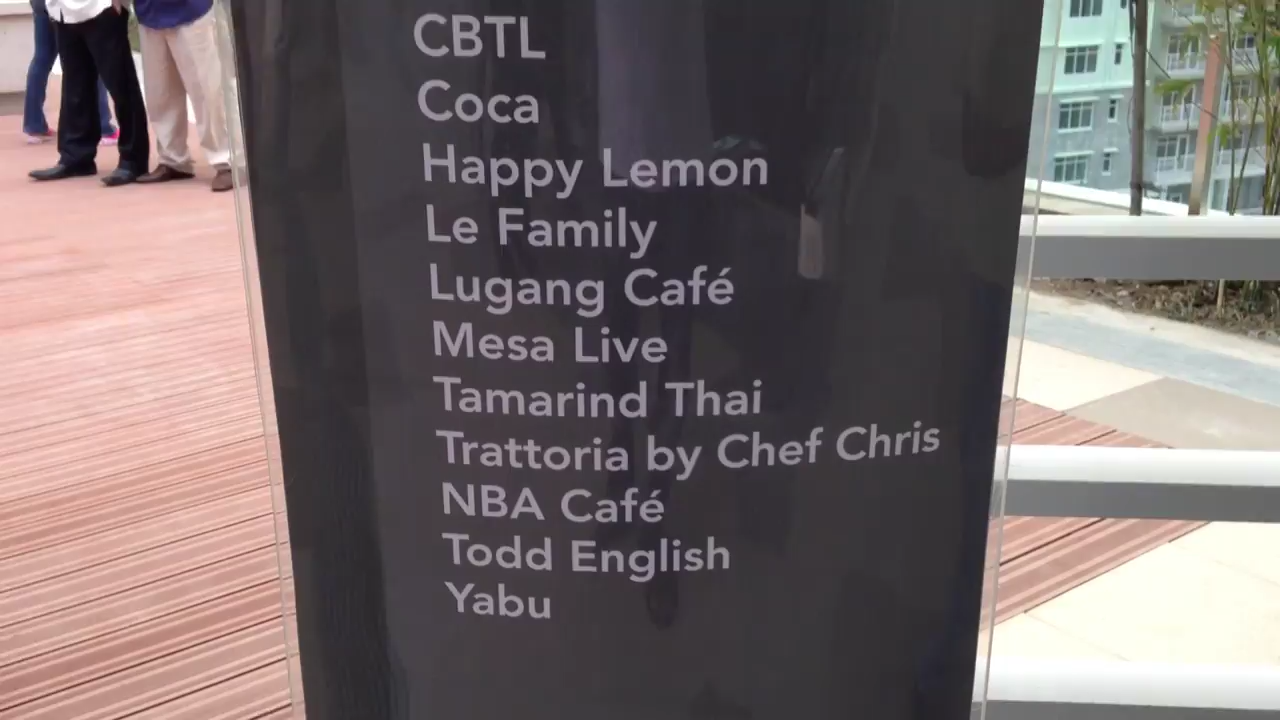 CBTL
Coca
Happy Lemon
Le Family
Lugang Café
Mesa Live
Tamarind Thai
Trattoria by Chef Chris
NBA Café
Todd English
Yabu